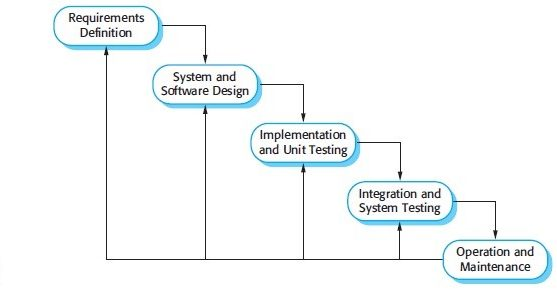 Requirements
Definition
System and
Software Design
Implementation
and Unit Testing
Integration and
System Testing
Operation and
Maintenance